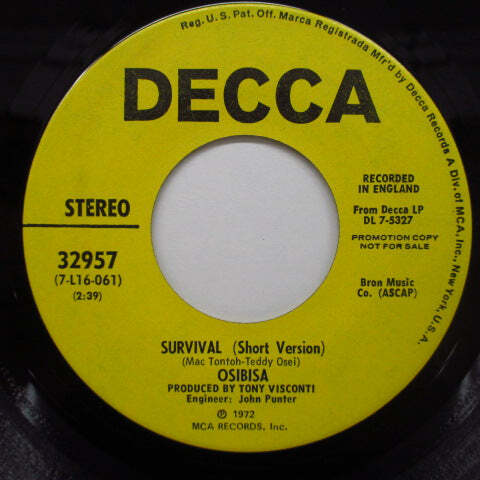 Reg. U.S. Pat. Off. Marca Registrada Mfr'd by Decca Records A Div. of MCA, Inc., New York, U.S.A.
DECCA
RECORDED
IN ENGLAND
STEREO
From Decca LP
DL 7-5327
PROMOTION COPY
NOT FOR SALE
32957
(7-L16-061)
(2:39)
Bron Music
Co. (ASCAP)
SURVIVAL (Short Version)
(Mac Tontoh-Teddy Osei)
OSIBISA
PRODUCED BY TONY VISCONTI
Engineer: John Punter
℗ 1972
MCA RECORDS, Inc.